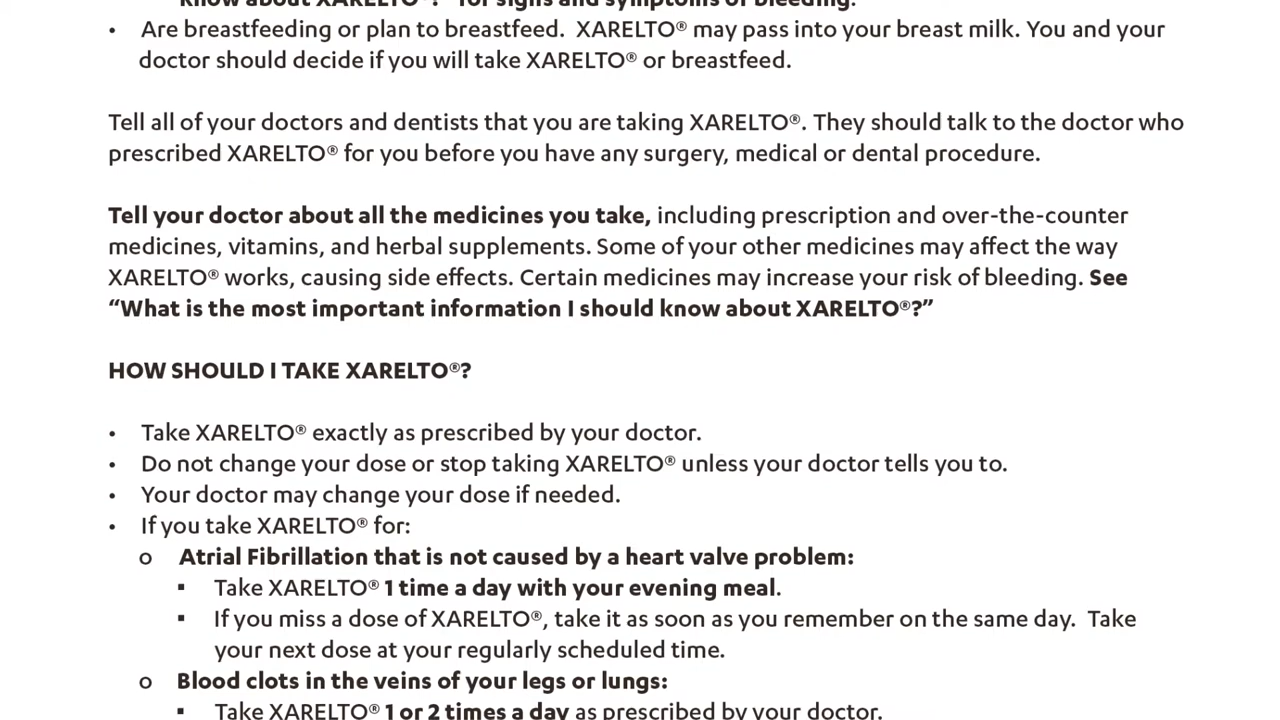 know about XARELTO®?” for signs and symptoms of bleeding.
• Are breastfeeding or plan to breastfeed.  XARELTO® may pass into your breast milk. You and your
doctor should decide if you will take XARELTO® or breastfeed.
Tell all of your doctors and dentists that you are taking XARELTO®. They should talk to the doctor who
prescribed XARELTO® for you before you have any surgery, medical or dental procedure.
Tell your doctor about all the medicines you take, including prescription and over-the-counter
medicines, vitamins, and herbal supplements. Some of your other medicines may affect the way
XARELTO® works, causing side effects. Certain medicines may increase your risk of bleeding. See
“What is the most important information I should know about XARELTO®?”
HOW SHOULD I TAKE XARELTO®?
• Take XARELTO® exactly as prescribed by your doctor.
• Do not change your dose or stop taking XARELTO® unless your doctor tells you to.
• Your doctor may change your dose if needed.
• If you take XARELTO® for:
o Atrial Fibrillation that is not caused by a heart valve problem:
▪ Take XARELTO® 1 time a day with your evening meal.
▪ If you miss a dose of XARELTO®, take it as soon as you remember on the same day.  Take
your next dose at your regularly scheduled time.
o Blood clots in the veins of your legs or lungs:
▪ Take XARELTO® 1 or 2 times a day as prescribed by your doctor.